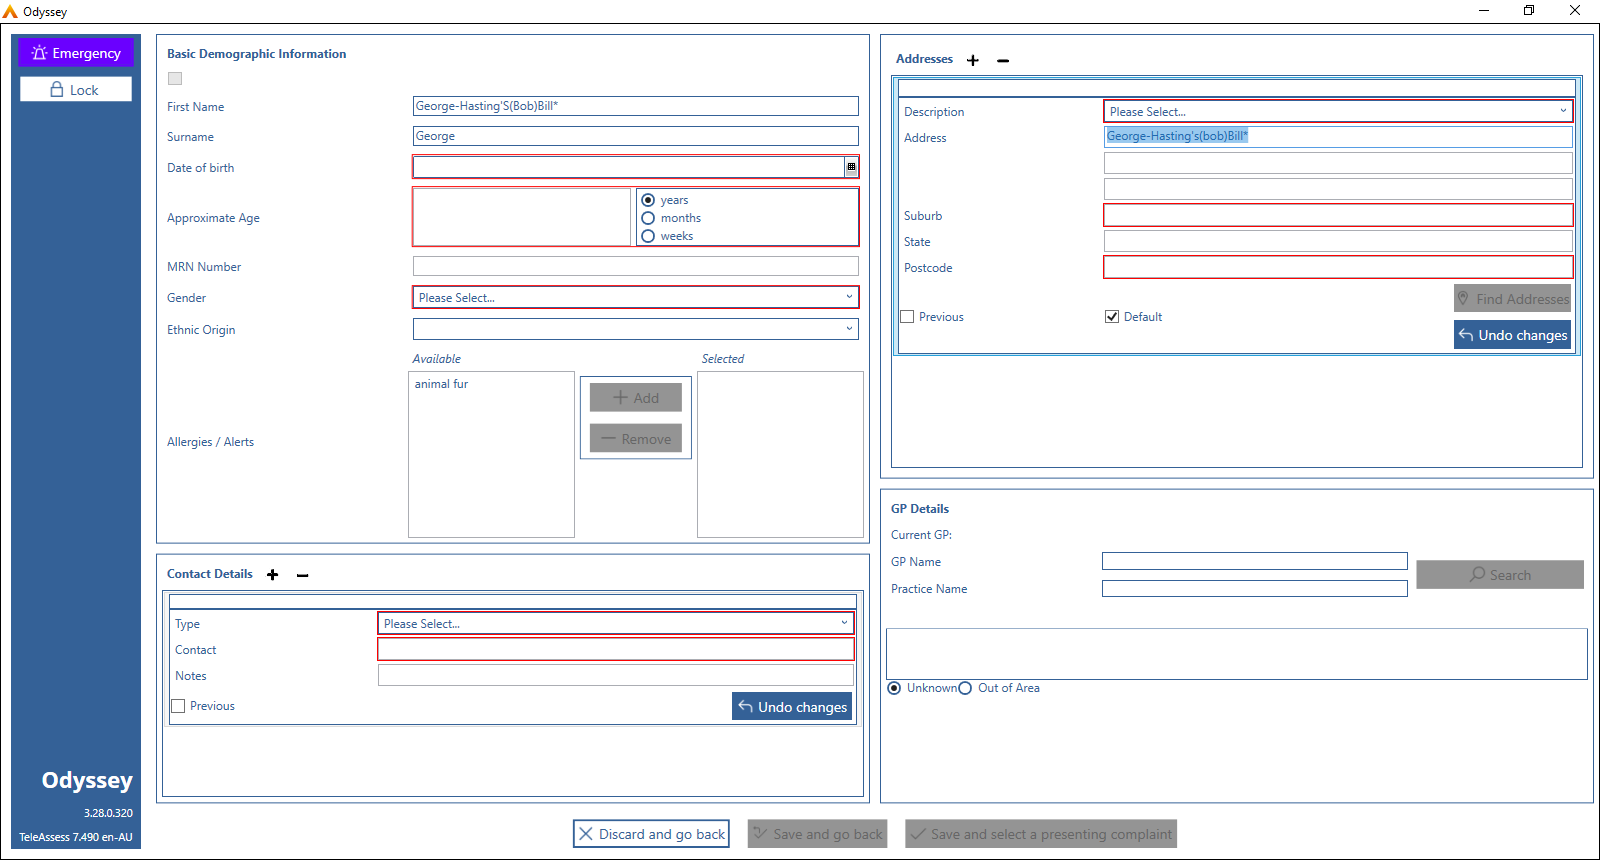 Odyssey
Emergency
Lock
Basic Demographic Information
First Name
George-Hasting'S(Bob)Bill*
Surname
George
Date of birth
Approximate Age
years
months
weeks
MRN Number
Gender
Please Select...
Ethnic Origin
Available
Selected
animal fur
Add
Remove
Allergies / Alerts
Contact Details
Type
Please Select...
Contact
Notes
Previous
Undo changes
Addresses
Description
Please Select...
Address
George-Hasting's(bob)Bill*
Suburb
State
Postcode
Find Addresses
Previous
Default
Undo changes
GP Details
Current GP:
GP Name
Search
Practice Name
Unknown
Out of Area
Odyssey
3.28.0.320
TeleAssess 7.490 en-AU
Discard and go back
Save and go back
Save and select a presenting complaint